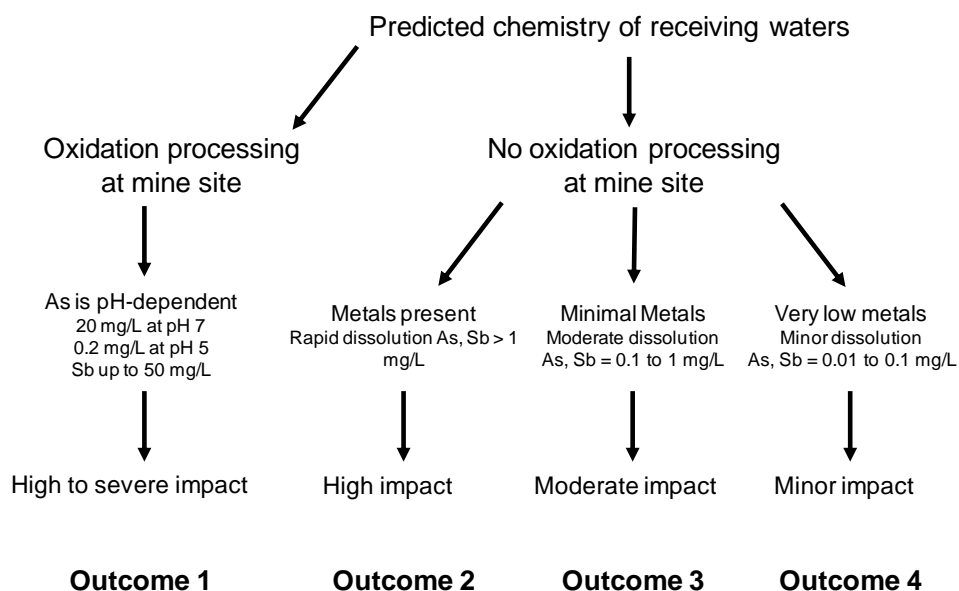 Predicted chemistry of receiving waters
Oxidation processing
at mine site
No oxidation processing
at mine site
As is pH-dependent
20 mg/L at pH 7
0.2 mg/L at pH 5
Sb up to 50 mg/L
Metals present
Rapid dissolution As, Sb > 1
mg/L
Minimal Metals
Moderate dissolution
As, Sb = 0.1 to 1 mg/L
Very low metals
Minor dissolution
As, Sb = 0.01 to 0.1 mg/L
High to severe impact
High impact
Moderate impact
Minor impact
Outcome 1
Outcome 2
Outcome 3
Outcome 4